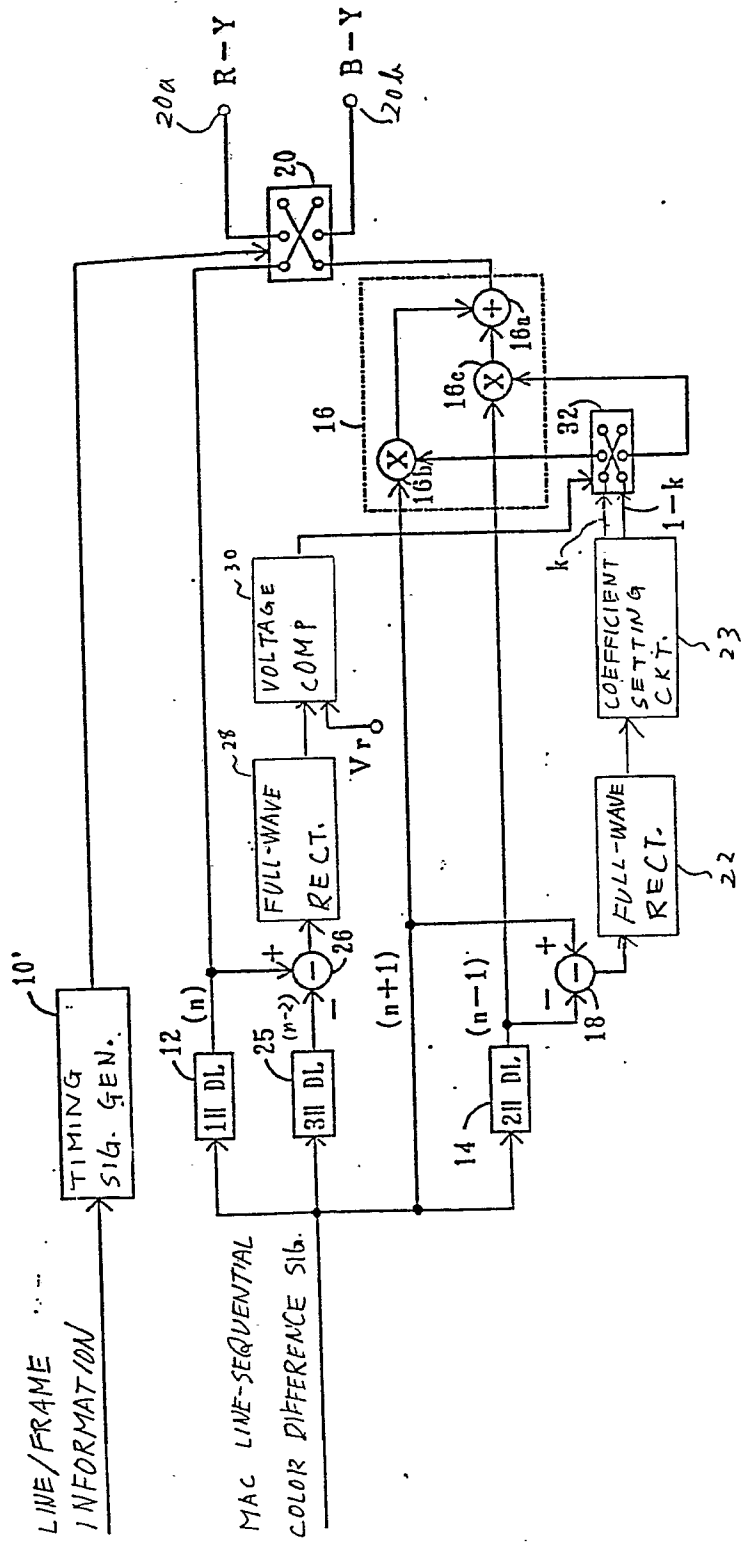 LINE/FRAME
INFORMATION
TIMING
SIG. GEN.
10'
MAC LINE-SEQUENTIAL
COLOR DIFFERENCE SIG.
1H DL
12
(n)
3H DL
25
(n-2)
+
−
−
26
FULL-WAVE
RECT.
28
VOLTAGE
COMP
30
Vr
(n+1)
2H DL
14
(n−1)
+
−
−
18
FULL-WAVE
RECT.
22
COEFFICIENT
SETTING
CKT.
23
k
1−k
32
16
X
16b
X
16c
+
16a
20
20a
R−Y
20b
B−Y